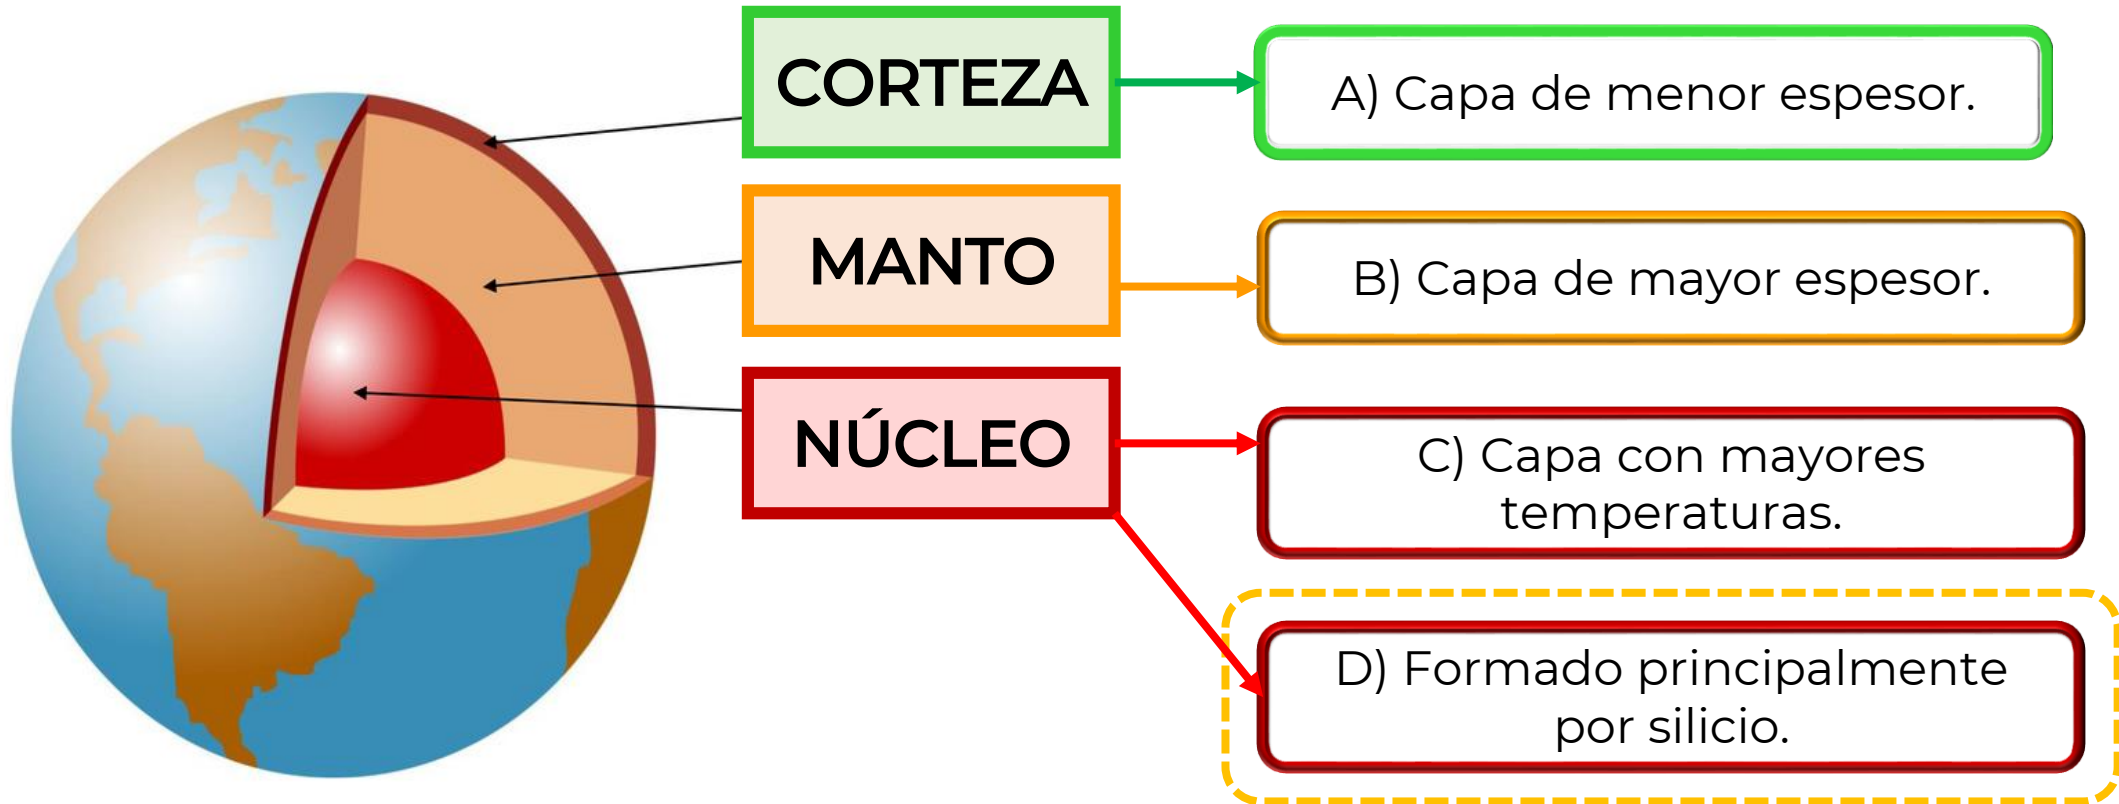 CORTEZA
A) Capa de menor espesor.
MANTO
B) Capa de mayor espesor.
NÚCLEO
C) Capa con mayores
temperaturas.
D) Formado principalmente
por silicio.